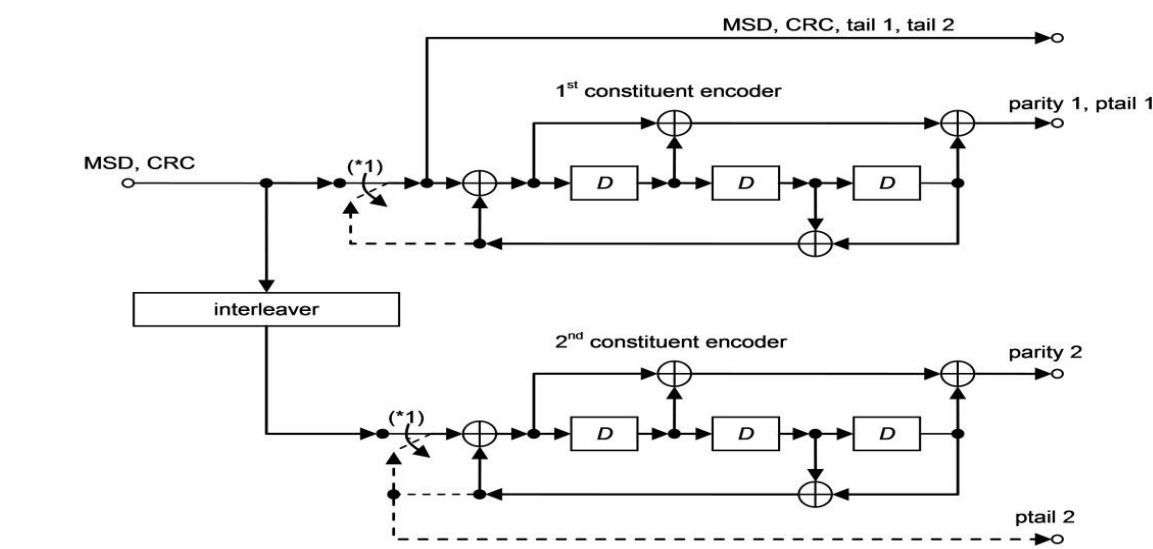 MSD, CRC, tail 1, tail 2
1st constituent encoder
parity 1, ptail 1
MSD, CRC
(*1)
D
D
D
interleaver
2nd constituent encoder
parity 2
(*1)
D
D
D
ptail 2